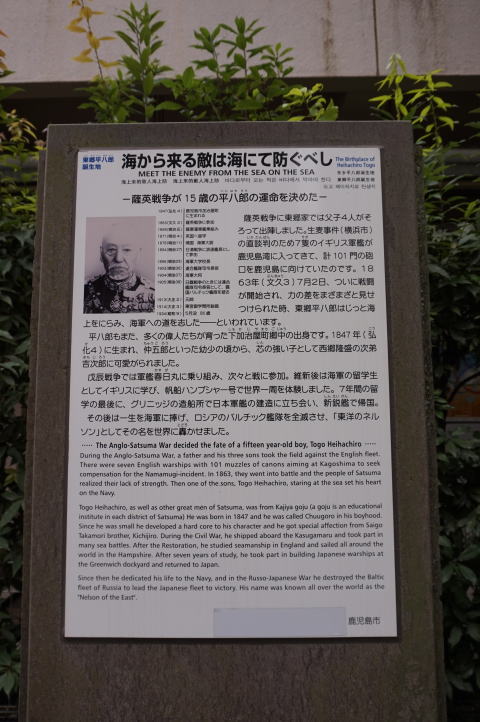 東郷平八郎
誕生地
海から来る敵は海にて防ぐべし
MEET THE ENEMY FROM THE SEA ON THE SEA
The Birthplace of
Heihachiro Togo
－薩英戦争が15歳の平八郎の運命を決めた－
薩英戦争に東郷家では父子4人がそ
ろって出陣しました。生麦事件(横浜市)
の直談判のため7隻のイギリス軍艦が
鹿児島湾に入ってきて、計101門の砲
口を鹿児島に向けていたのです。18
63年(文久3)7月2日、ついに戦闘
が開始され、力の差をまざまざと見せ
つけられた時、東郷平八郎はじっと海
上をにらみ、海軍への道を志した――といわれています。
平八郎もまた、多くの偉人たちが育った下加治屋町郷中の出身です。1847年(弘
化4)に生まれ、仲五郎といった幼少の頃から、芯の強い子として西郷隆盛の次弟
吉次郎に可愛がられました。
戊辰戦争では軍艦春日丸に乗り組み、次々と戦に参加。維新後は海軍の留学生
としてイギリスに学び、帆船ハンプシャー号で世界一周を体験しました。7年間の留
学の最後に、グリニッジの造船所で日本軍艦の建造に立ち会い、新鋭艦で帰国。
その後は一生を海軍に捧げ、ロシアのバルチック艦隊を全滅させ、「東洋のネル
ソン」としてその名を世界に轟かせました。
····· The Anglo-Satsuma War decided the fate of a fifteen year-old boy, Togo Heihachiro ·····
During the Anglo-Satsuma War, a father and his three sons took the field against the English fleet.
There were seven English warships with 101 muzzles of canons aiming at Kagoshima to seek
compensation for the Namamugi-incident. In 1863, they went into battle and the people of Satsuma
realized their lack of strength. Then one of the sons, Togo Heihachiro, staring at the sea set his heart
on the Navy.
Togo Heihachiro, as well as other great men of Satsuma, was from Kajiya goju (a goju is an educational
institute in each district of Satsuma) He was born in 1847 and he was called Chuugoro in his boyhood.
Since he was small he developed a hard core to his character and he got special affection from Saigo
Takamori brother, Kichijiro. During the Civil War, he shipped aboard the Kasugamaru and took part in
many sea battles. After the Restoration, he studied seamanship in England and sailed all around the
world in the Hampshire. After seven years of study, he took part in building Japanese warships at
the Greenwich dockyard and returned to Japan.
Since then he dedicated his life to the Navy, and in the Russo-Japanese War he destroyed the Baltic
fleet of Russia to lead the Japanese fleet to victory. His name was known all over the world as the
"Nelson of the East".
鹿児島市